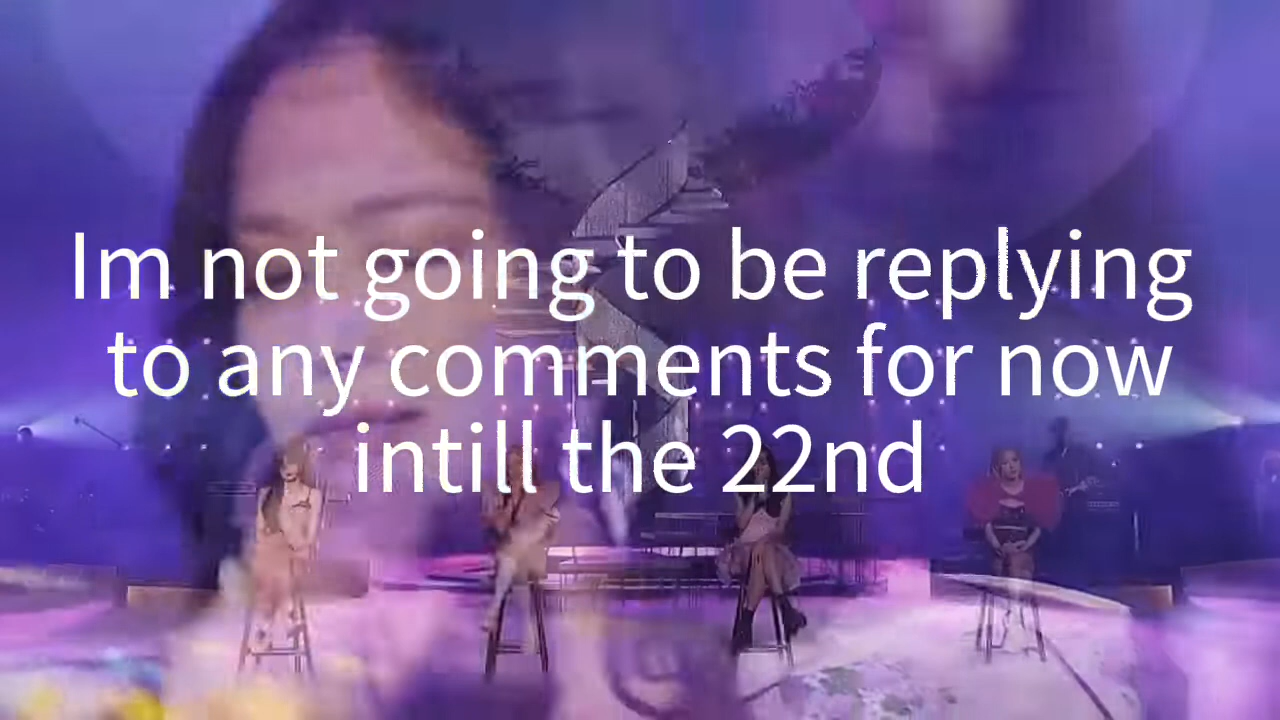 Im not going to be replying
to any comments for now
intill the 22nd